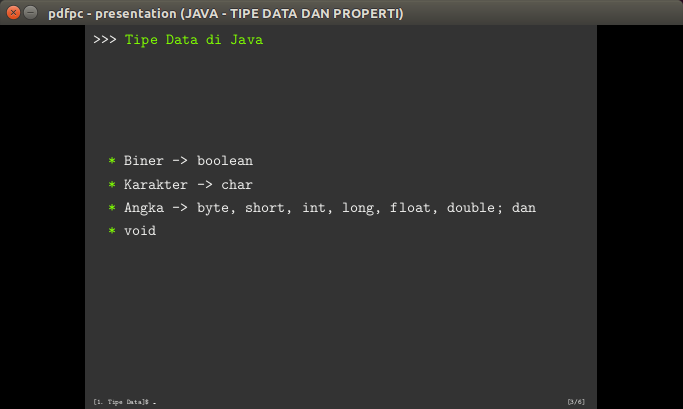 pdfpc - presentation (JAVA - TIPE DATA DAN PROPERTI)
>>> Tipe Data di Java
* Biner -> boolean
* Karakter -> char
* Angka -> byte, short, int, long, float, double; dan
* void
[1. Tipe Data]$ _
[3/6]